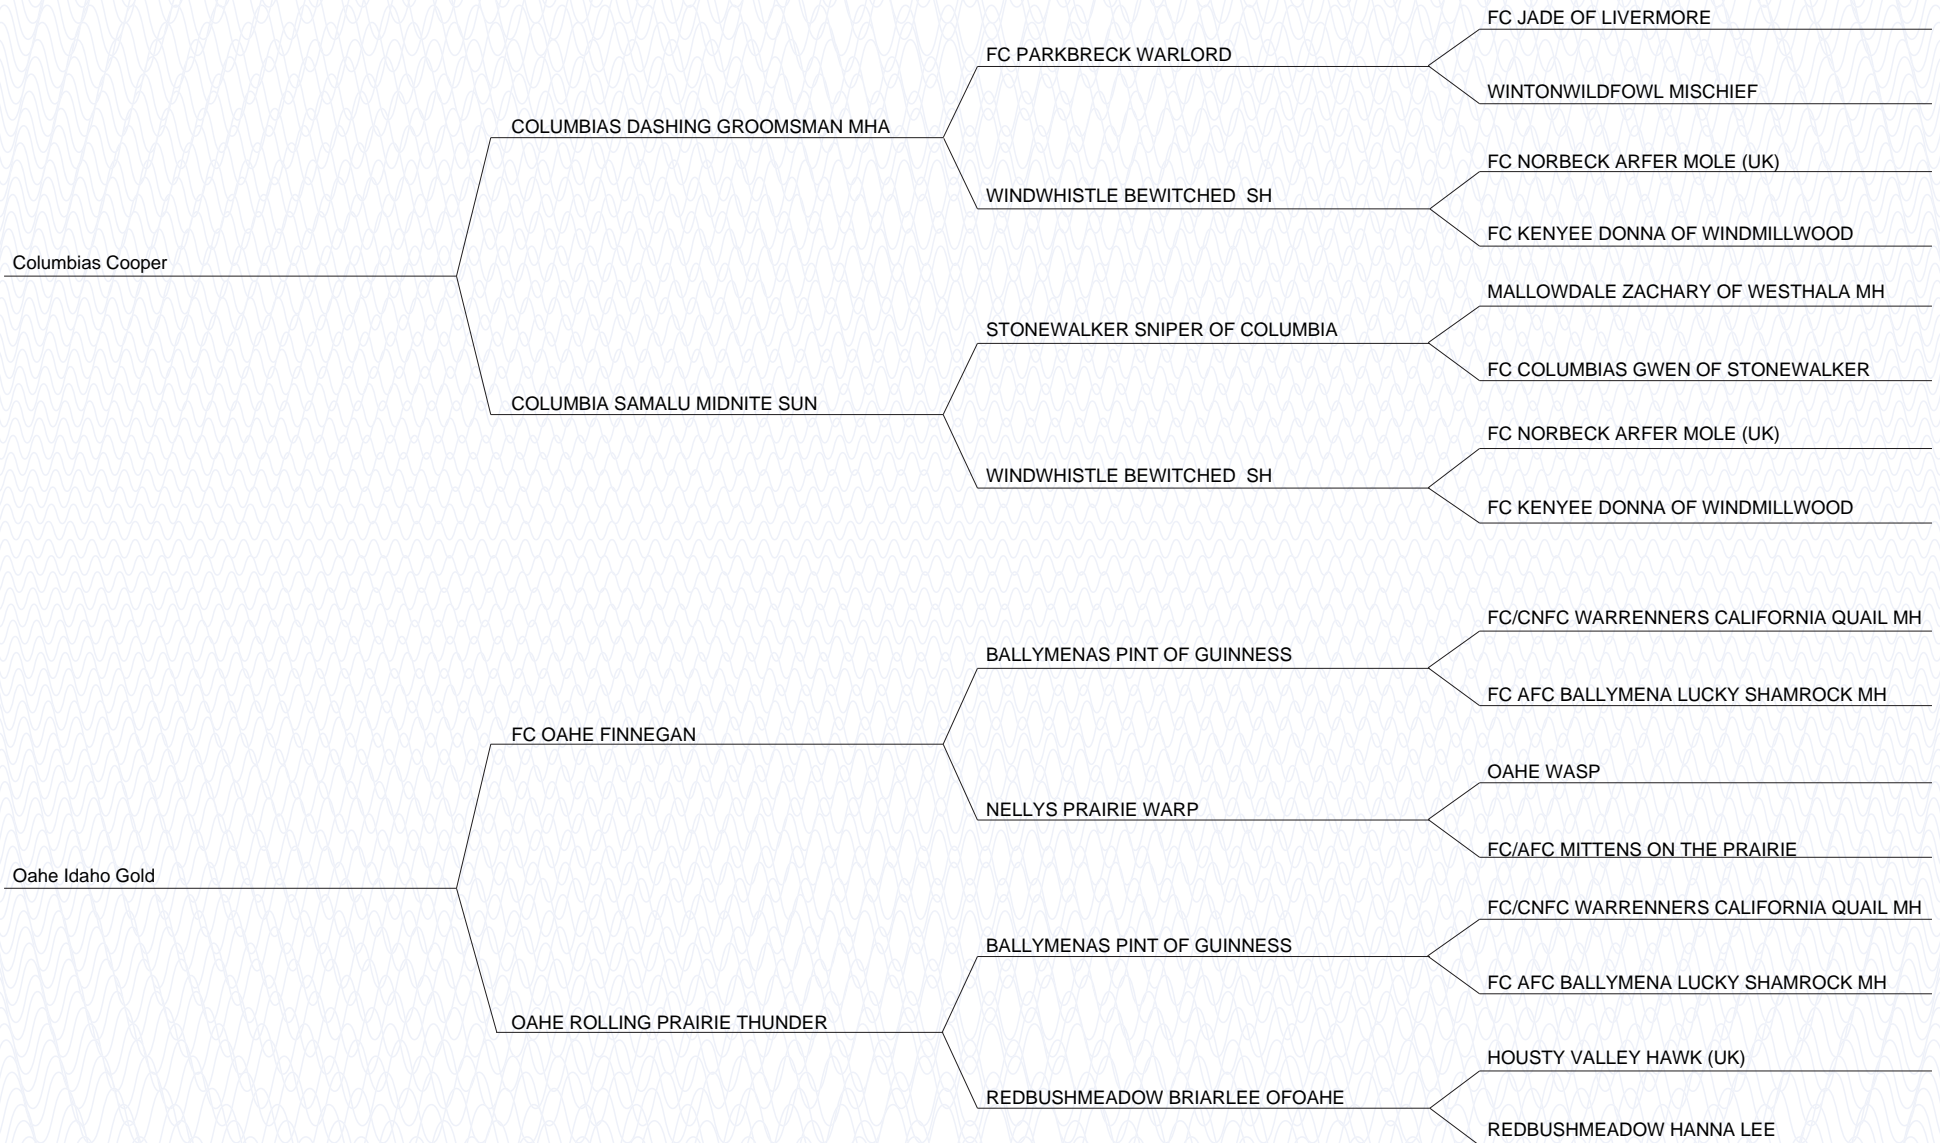 FC JADE OF LIVERMORE
FC PARKBRECK WARLORD
WINTONWILDFOWL MISCHIEF
COLUMBIAS DASHING GROOMSMAN MHA
FC NORBECK ARFER MOLE (UK)
WINDWHISTLE BEWITCHED  SH
FC KENYEE DONNA OF WINDMILLWOOD
Columbias Cooper
MALLOWDALE ZACHARY OF WESTHALA MH
STONEWALKER SNIPER OF COLUMBIA
FC COLUMBIAS GWEN OF STONEWALKER
COLUMBIA SAMALU MIDNITE SUN
FC NORBECK ARFER MOLE (UK)
WINDWHISTLE BEWITCHED  SH
FC KENYEE DONNA OF WINDMILLWOOD
FC/CNFC WARRENNERS CALIFORNIA QUAIL MH
BALLYMENAS PINT OF GUINNESS
FC AFC BALLYMENA LUCKY SHAMROCK MH
FC OAHE FINNEGAN
OAHE WASP
NELLYS PRAIRIE WARP
FC/AFC MITTENS ON THE PRAIRIE
Oahe Idaho Gold
FC/CNFC WARRENNERS CALIFORNIA QUAIL MH
BALLYMENAS PINT OF GUINNESS
FC AFC BALLYMENA LUCKY SHAMROCK MH
OAHE ROLLING PRAIRIE THUNDER
HOUSTY VALLEY HAWK (UK)
REDBUSHMEADOW BRIARLEE OFOAHE
REDBUSHMEADOW HANNA LEE